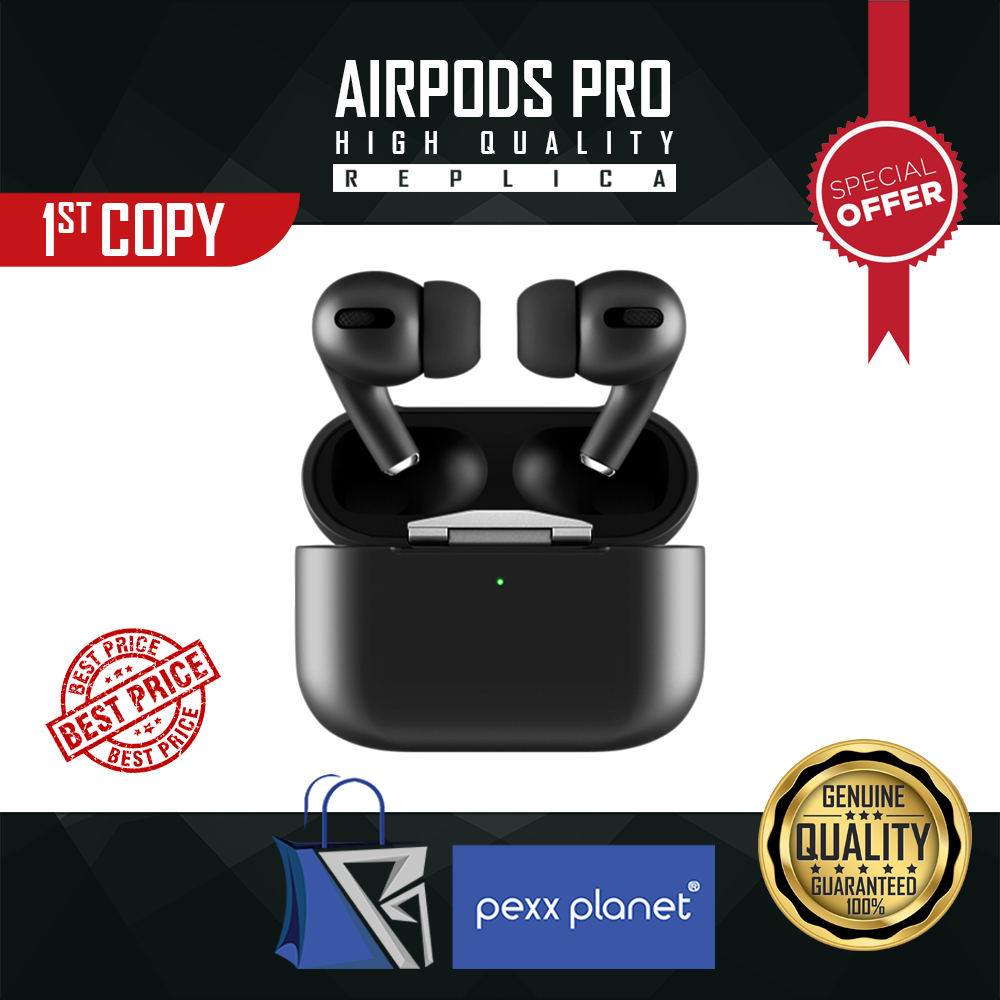 AIRPODS PRO
HIGH QUALITY
REPLICA
SPECIAL
OFFER
1ST COPY
BEST PRICE
BEST PRICE
BEST PRICE
GENUINE
QUALITY
GUARANTEED
100%
pexx planet®